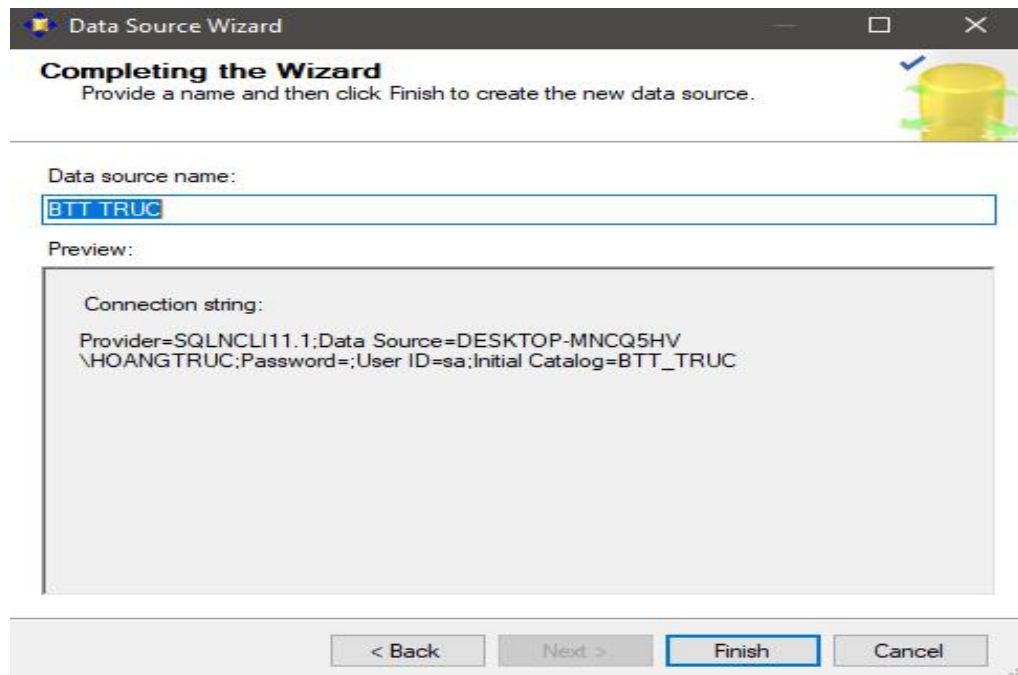 Data Source Wizard
Completing the Wizard
Provide a name and then click Finish to create the new data source.
Data source name:
BTT TRUC
Preview:
Connection string:
Provider=SQLNCLI11.1;Data Source=DESKTOP-MNCQ5HV
\HOANGTRUC;Password=;User ID=sa;Initial Catalog=BTT_TRUC
< Back Next > Finish Cancel